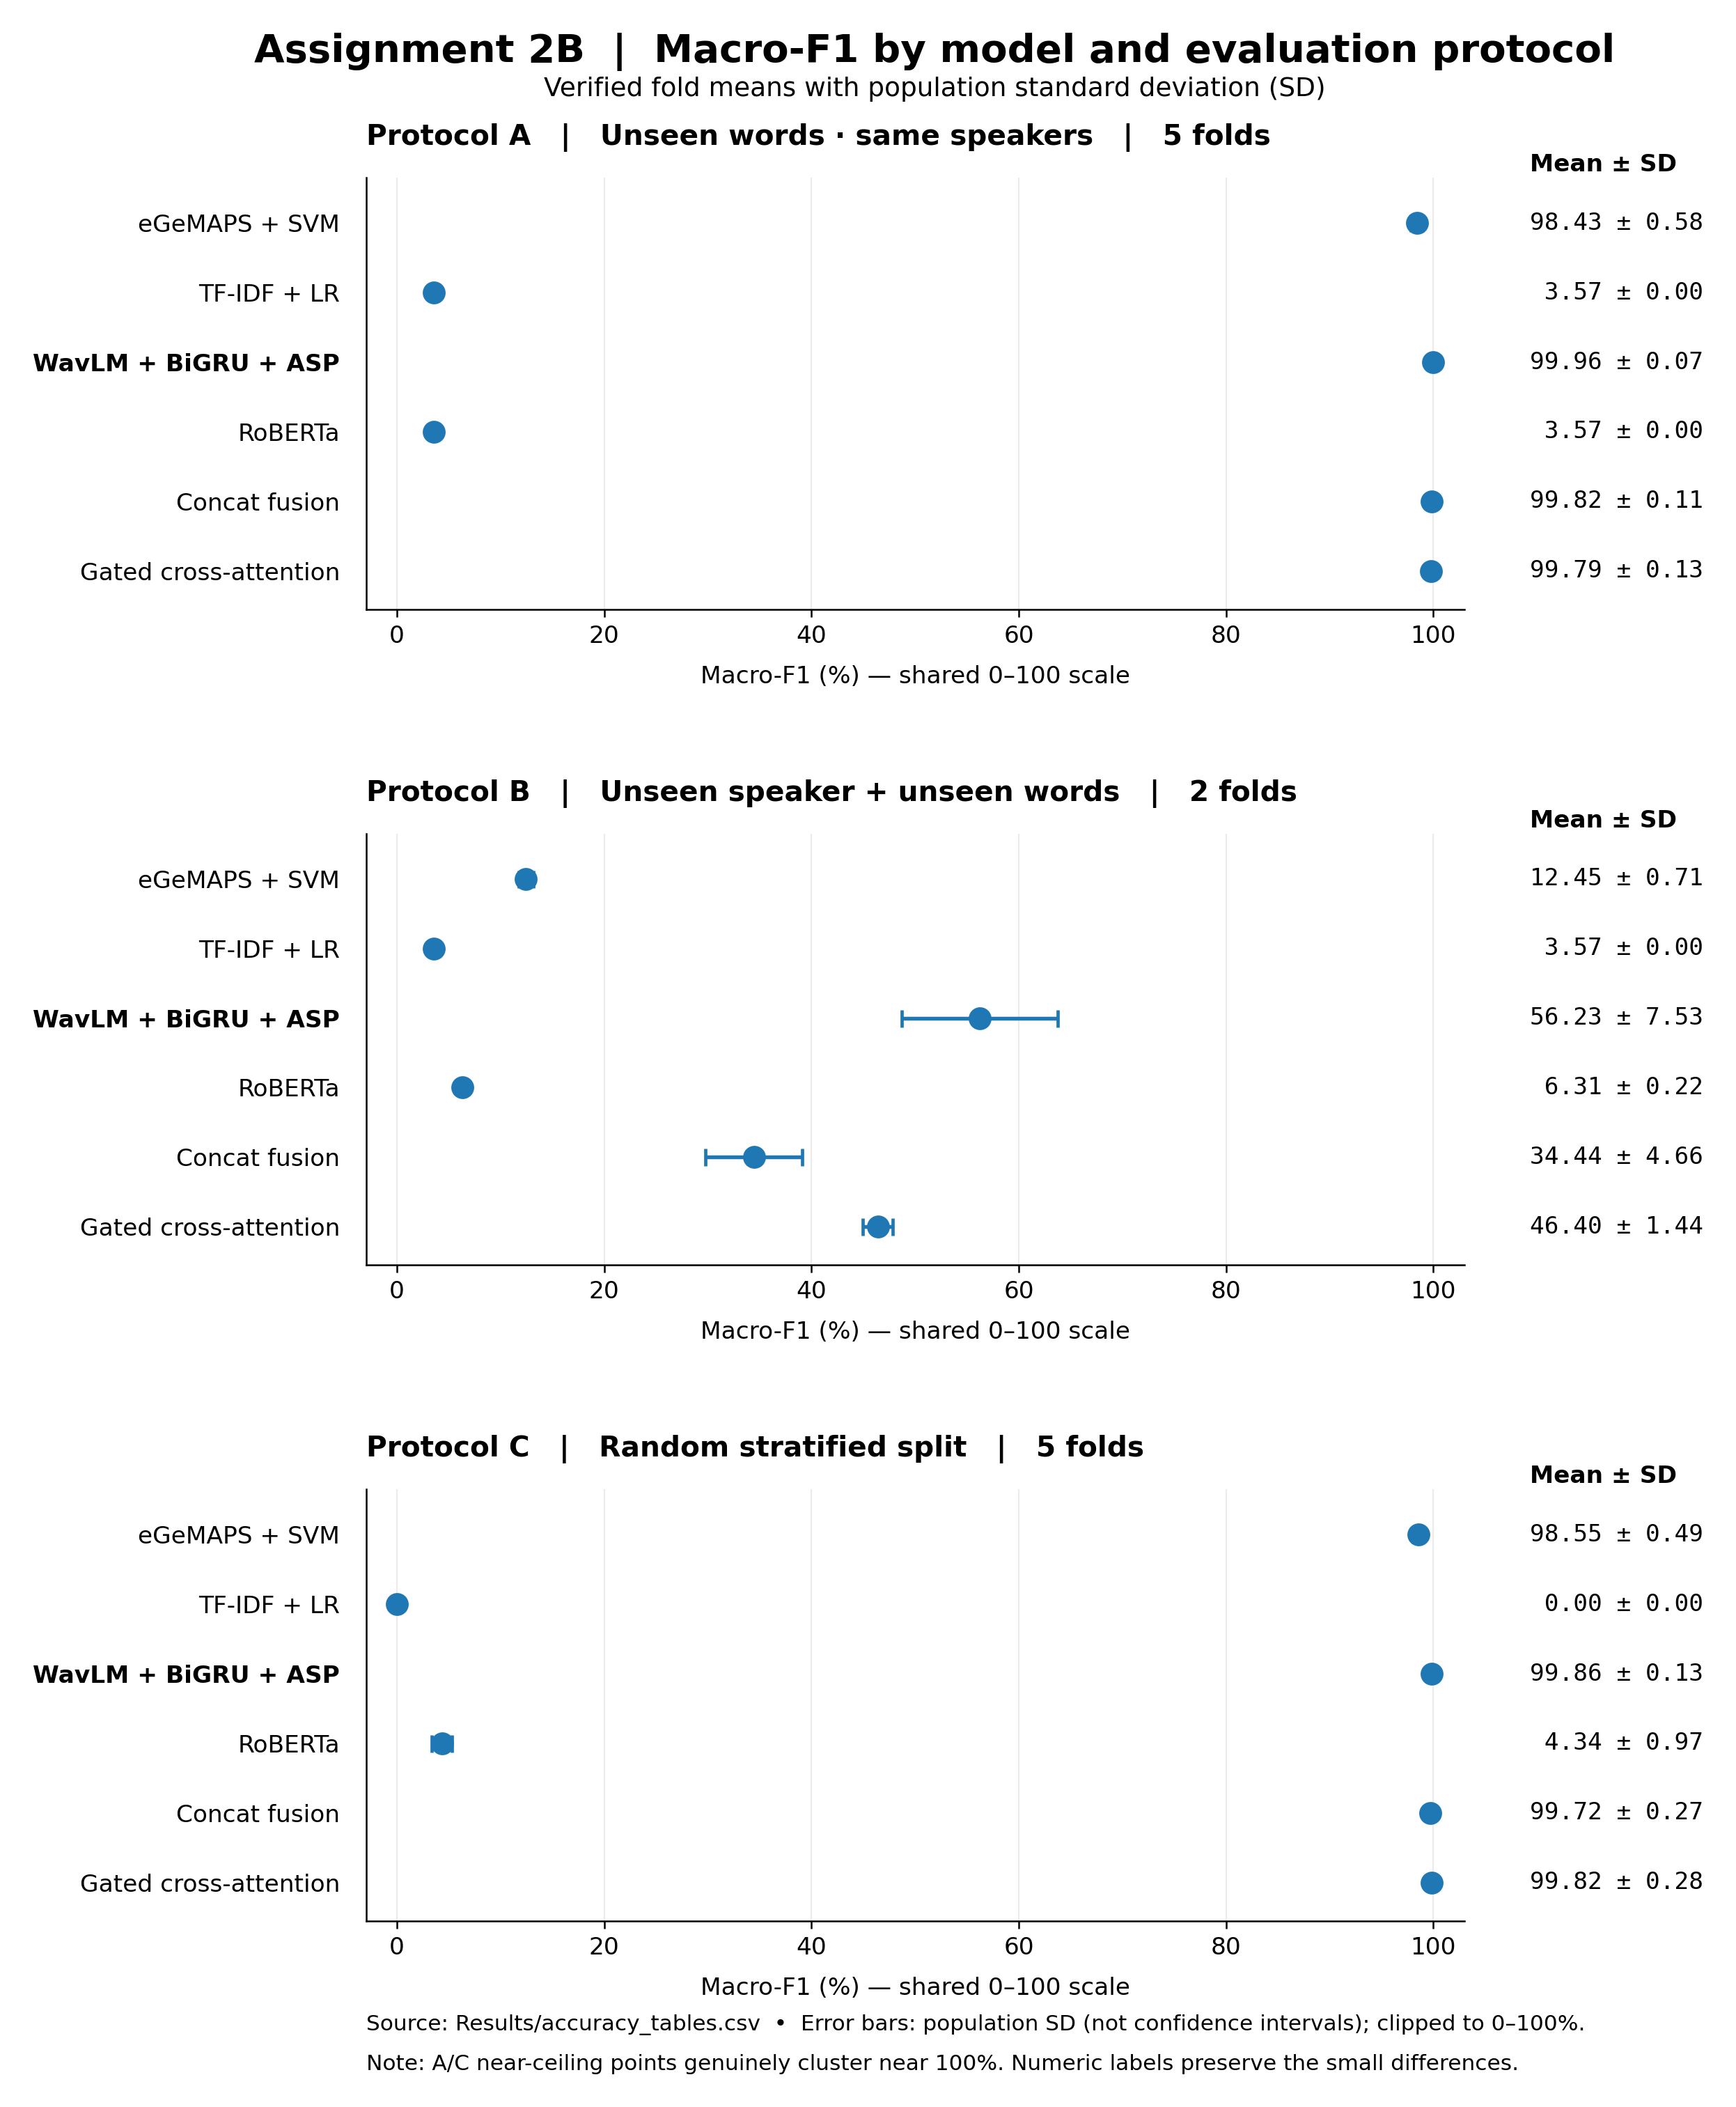 Assignment 2B | Macro-F1 by model and evaluation protocol
Verified fold means with population standard deviation (SD)
Protocol A | Unseen words · same speakers | 5 folds
Mean ± SD
eGeMAPS + SVM 98.43 ± 0.58
TF-IDF + LR 3.57 ± 0.00
WavLM + BiGRU + ASP 99.96 ± 0.07
RoBERTa 3.57 ± 0.00
Concat fusion 99.82 ± 0.11
Gated cross-attention 99.79 ± 0.13
0 20 40 60 80 100
Macro-F1 (%) — shared 0–100 scale
Protocol B | Unseen speaker + unseen words | 2 folds
Mean ± SD
eGeMAPS + SVM 12.45 ± 0.71
TF-IDF + LR 3.57 ± 0.00
WavLM + BiGRU + ASP 56.23 ± 7.53
RoBERTa 6.31 ± 0.22
Concat fusion 34.44 ± 4.66
Gated cross-attention 46.40 ± 1.44
0 20 40 60 80 100
Macro-F1 (%) — shared 0–100 scale
Protocol C | Random stratified split | 5 folds
Mean ± SD
eGeMAPS + SVM 98.55 ± 0.49
TF-IDF + LR 0.00 ± 0.00
WavLM + BiGRU + ASP 99.86 ± 0.13
RoBERTa 4.34 ± 0.97
Concat fusion 99.72 ± 0.27
Gated cross-attention 99.82 ± 0.28
0 20 40 60 80 100
Macro-F1 (%) — shared 0–100 scale
Source: Results/accuracy_tables.csv • Error bars: population SD (not confidence intervals); clipped to 0–100%.
Note: A/C near-ceiling points genuinely cluster near 100%. Numeric labels preserve the small differences.